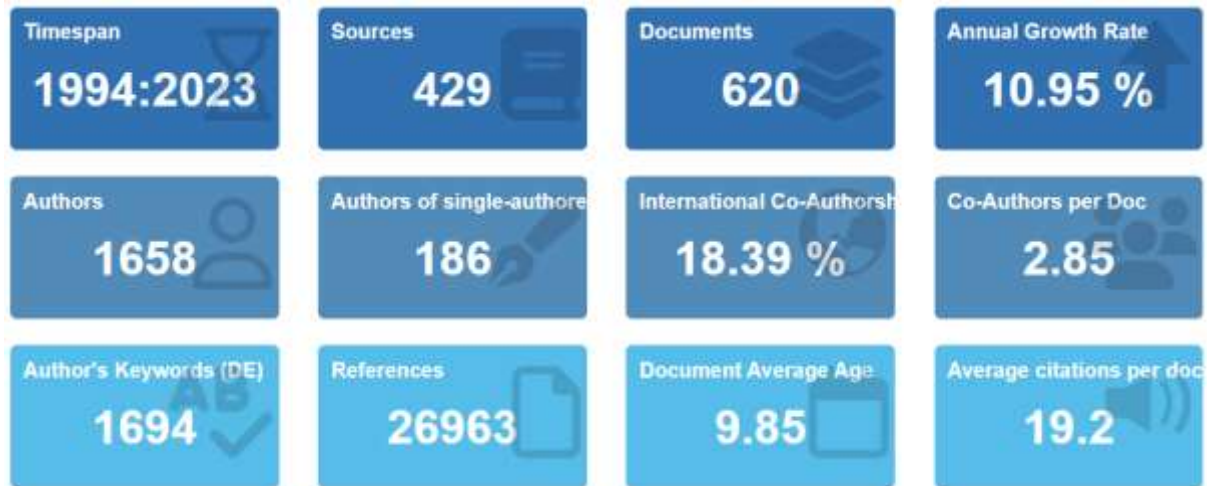 Timespan
1994:2023
Sources
429
Documents
620
Annual Growth Rate
10.95 %
Authors
1658
Authors of single-authore
186
International Co-Authorsh
18.39 %
Co-Authors per Doc
2.85
Author's Keywords (DE)
1694
AB
References
26963
Document Average Age
9.85
Average citations per doc
19.2